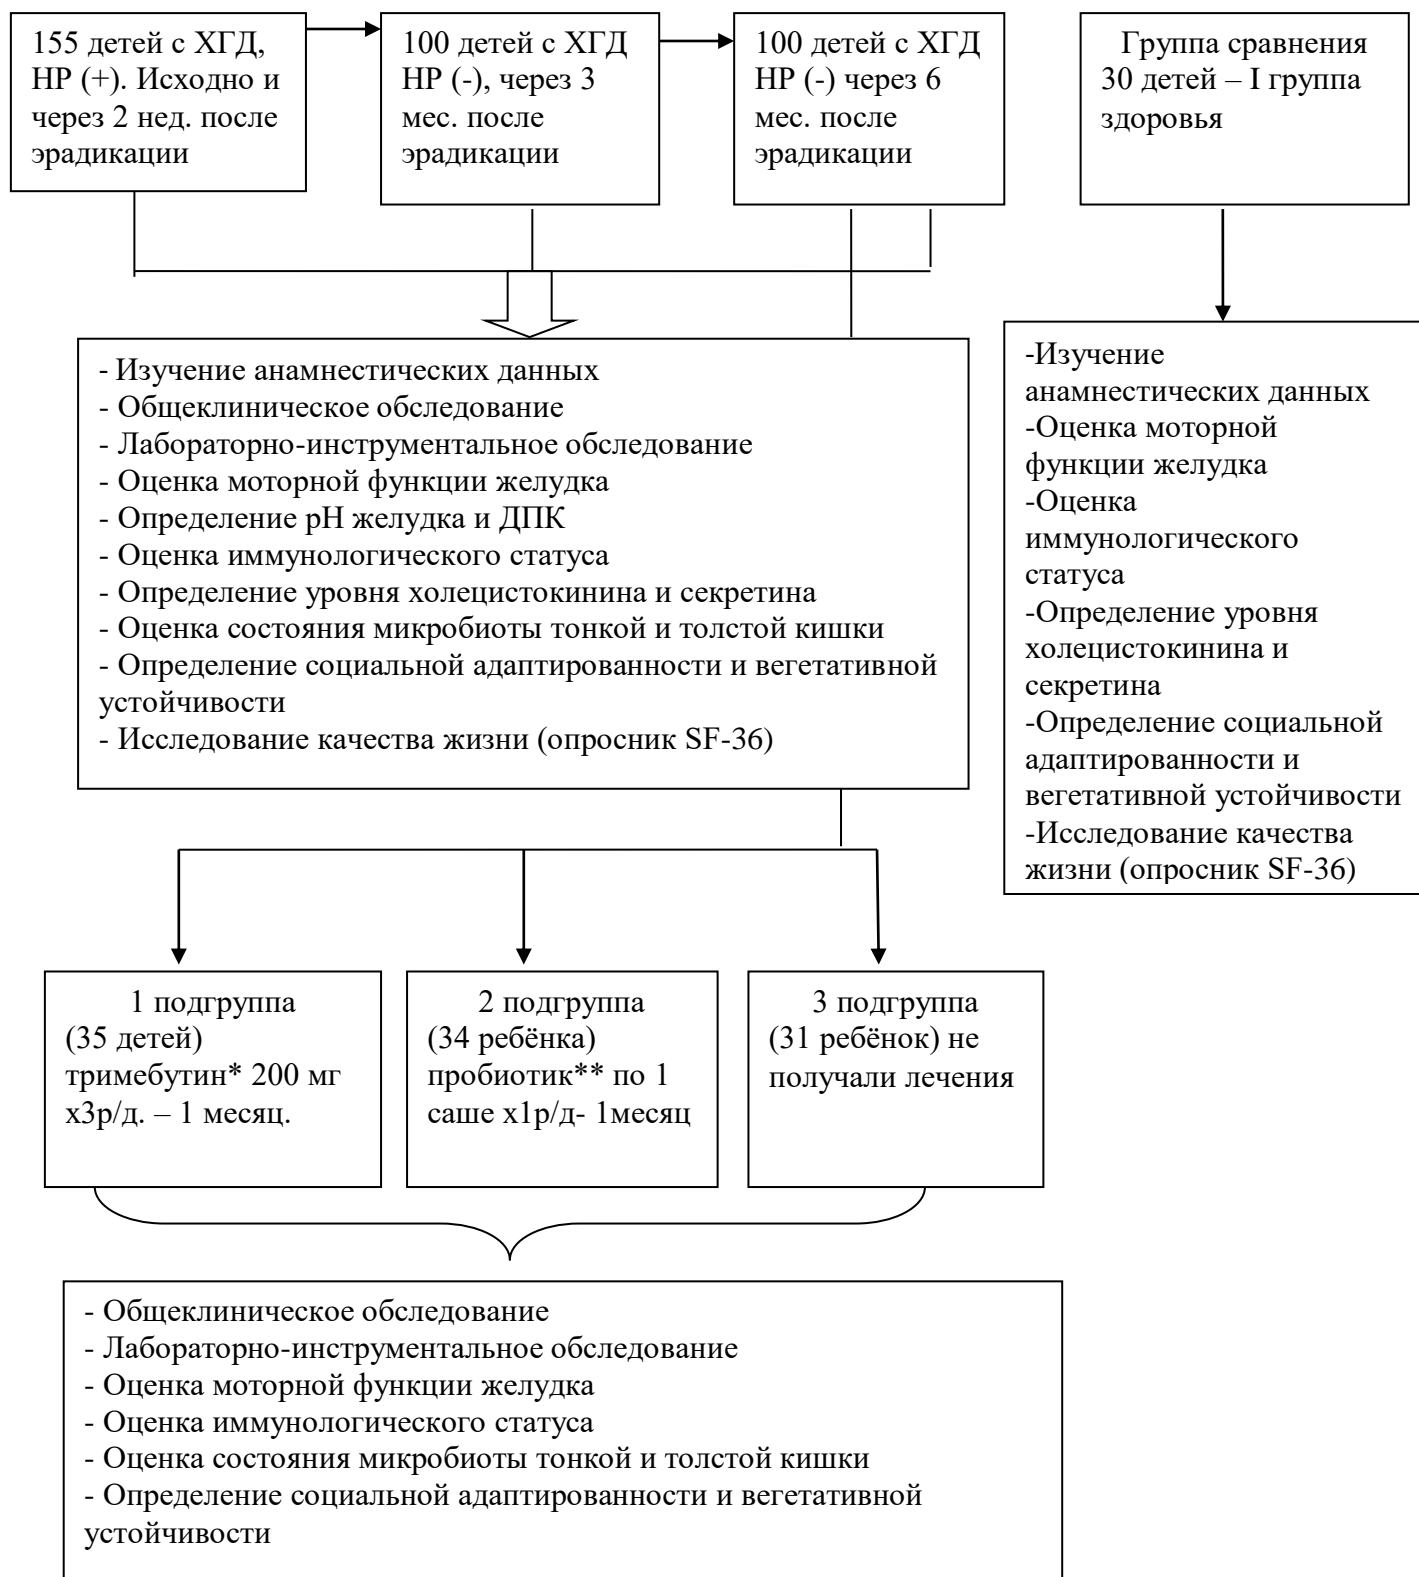 155 детей с ХГД,
НР (+). Исходно и
через 2 нед. после
эрадикации
100 детей с ХГД
НР (-), через 3
мес. после
эрадикации
100 детей с ХГД
НР (-) через 6
мес. после
эрадикации
Группа сравнения
30 детей – I группа
здоровья
- Изучение анамнестических данных
- Общеклиническое обследование
- Лабораторно-инструментальное обследование
- Оценка моторной функции желудка
- Определение рН желудка и ДПК
- Оценка иммунологического статуса
- Определение уровня холецистокинина и секретина
- Оценка состояния микробиоты тонкой и толстой кишки
- Определение социальной адаптированности и вегетативной
устойчивости
- Исследование качества жизни (опросник SF-36)
-Изучение
анамнестических данных
-Оценка моторной
функции желудка
-Оценка
иммунологического
статуса
-Определение уровня
холецистокинина и
секретина
-Определение социальной
адаптированности и
вегетативной устойчивости
-Исследование качества
жизни (опросник SF-36)
1 подгруппа
(35 детей)
тримебутин* 200 мг
х3р/д. – 1 месяц.
2 подгруппа
(34 ребёнка)
пробиотик** по 1
саше х1р/д- 1месяц
3 подгруппа
(31 ребёнок) не
получали лечения
- Общеклиническое обследование
- Лабораторно-инструментальное обследование
- Оценка моторной функции желудка
- Оценка иммунологического статуса
- Оценка состояния микробиоты тонкой и толстой кишки
- Определение социальной адаптированности и вегетативной
устойчивости